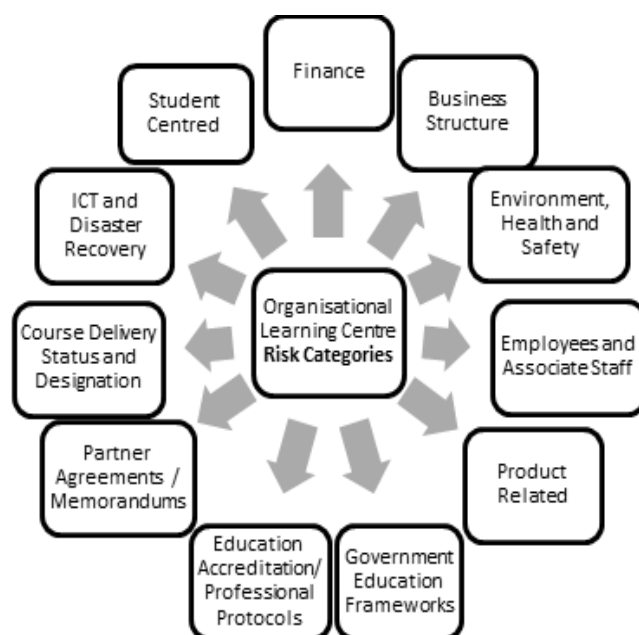 Finance
Student
Centred
Business
Structure
ICT and
Disaster
Recovery
Environment,
Health and
Safety
Organisational
Learning Centre
Risk Categories
Course Delivery
Status and
Designation
Employees and
Associate Staff
Partner
Agreements /
Memorandums
Product
Related
Education
Accreditation/
Professional
Protocols
Government
Education
Frameworks